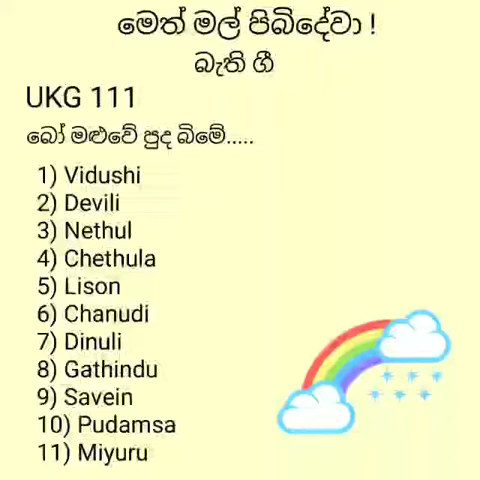 මෙත් මල් පිබිදේවා !
බැති ගී
UKG 111
බෝ මළුවේ පුද බිමේ.....
1) Vidushi
2) Devili
3) Nethul
4) Chethula
5) Lison
6) Chanudi
7) Dinuli
8) Gathindu
9) Savein
10) Pudamsa
11) Miyuru